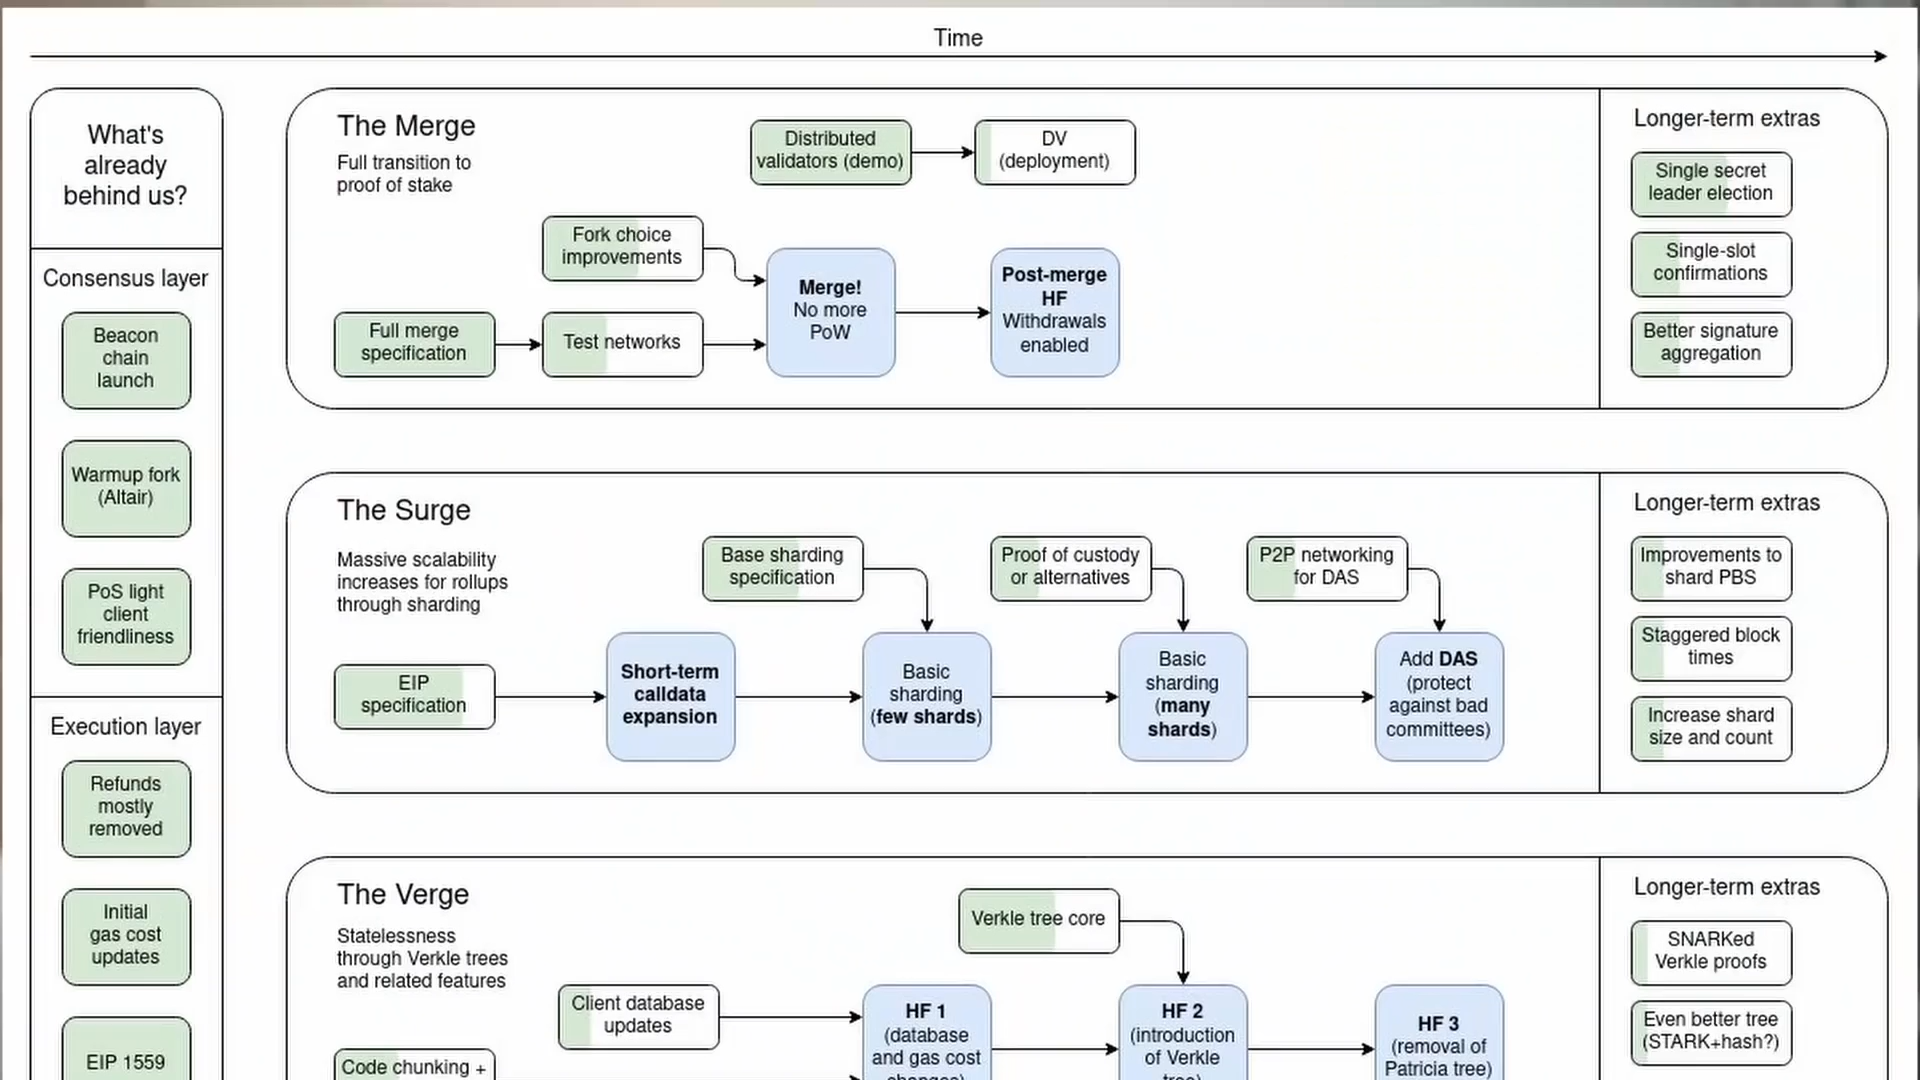 Time
What's
already
behind us?
Consensus layer
Beacon
chain
launch
Warmup fork
(Altair)
PoS light
client
friendliness
Execution layer
Refunds
mostly
removed
Initial
gas cost
updates
EIP 1559
The Merge
Full transition to
proof of stake
Distributed
validators (demo)
DV
(deployment)
Fork choice
improvements
Full merge
specification
Test networks
Merge!
No more
PoW
Post-merge
HF
Withdrawals
enabled
Longer-term extras
Single secret
leader election
Single-slot
confirmations
Better signature
aggregation
The Surge
Massive scalability
increases for rollups
through sharding
Base sharding
specification
Proof of custody
or alternatives
P2P networking
for DAS
EIP
specification
Short-term
calldata
expansion
Basic
sharding
(few shards)
Basic
sharding
(many
shards)
Add DAS
(protect
against bad
committees)
Longer-term extras
Improvements to
shard PBS
Staggered block
times
Increase shard
size and count
The Verge
Statelessness
through Verkle trees
and related features
Verkle tree core
Client database
updates
Code chunking +
HF 1
(database
and gas cost
changes)
HF 2
(introduction
of Verkle
tree)
HF 3
(removal of
Patricia tree)
Longer-term extras
SNARKed
Verkle proofs
Even better tree
(STARK+hash?)